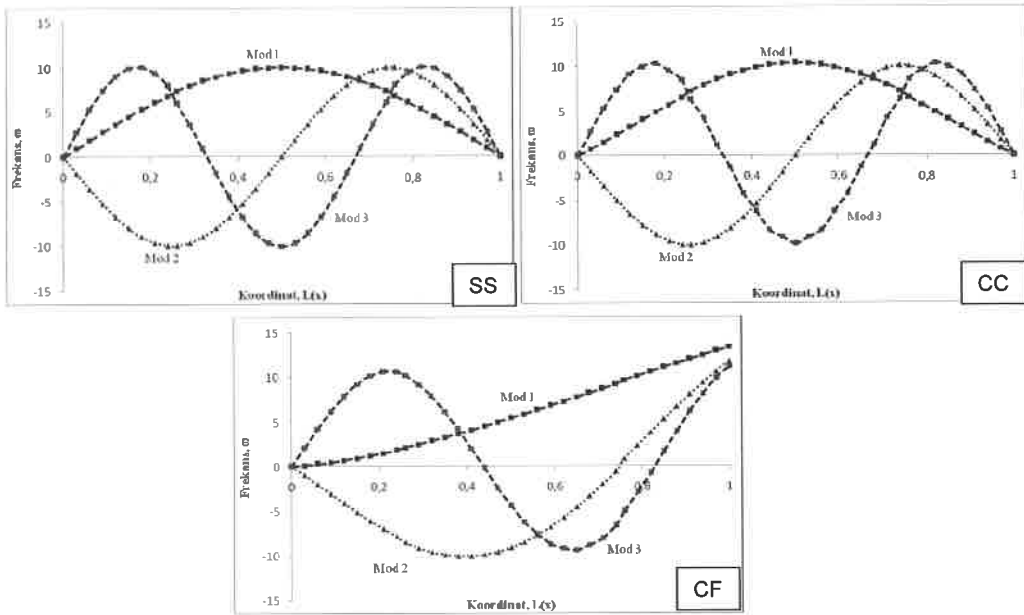 15
10
5
0
-5
-10
-15
Frekans, ω
0
0,2
0,4
0,6
0,8
1
Mod 1
Mod 2
Mod 3
Koordinat, L(x)
SS
15
10
5
0
-5
-10
-15
Frekans, ω
0
0,2
0,4
0,6
0,8
1
Mod 1
Mod 2
Mod 3
Koordinat, L(x)
CC
15
10
5
0
-5
-10
-15
Frekans, ω
0
0,2
0,4
0,6
0,8
1
Mod 1
Mod 2
Mod 3
Koordinat, L(x)
CF